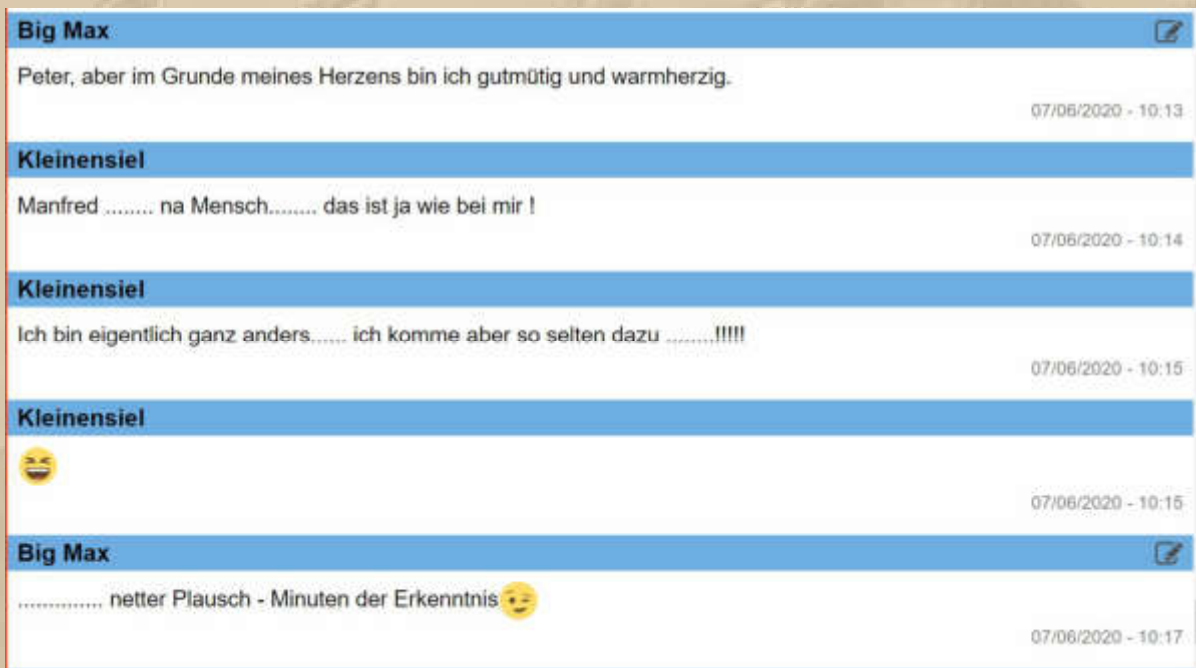 Big Max
Peter, aber im Grunde meines Herzens bin ich gutmütig und warmherzig.
07/06/2020 - 10:13
Kleinensiel
Manfred ........ na Mensch........ das ist ja wie bei mir !
07/06/2020 - 10:14
Kleinensiel
Ich bin eigentlich ganz anders...... ich komme aber so selten dazu ........!!!!!
07/06/2020 - 10:15
Kleinensiel
07/06/2020 - 10:15
Big Max
.............. netter Plausch - Minuten der Erkenntnis
07/06/2020 - 10:17